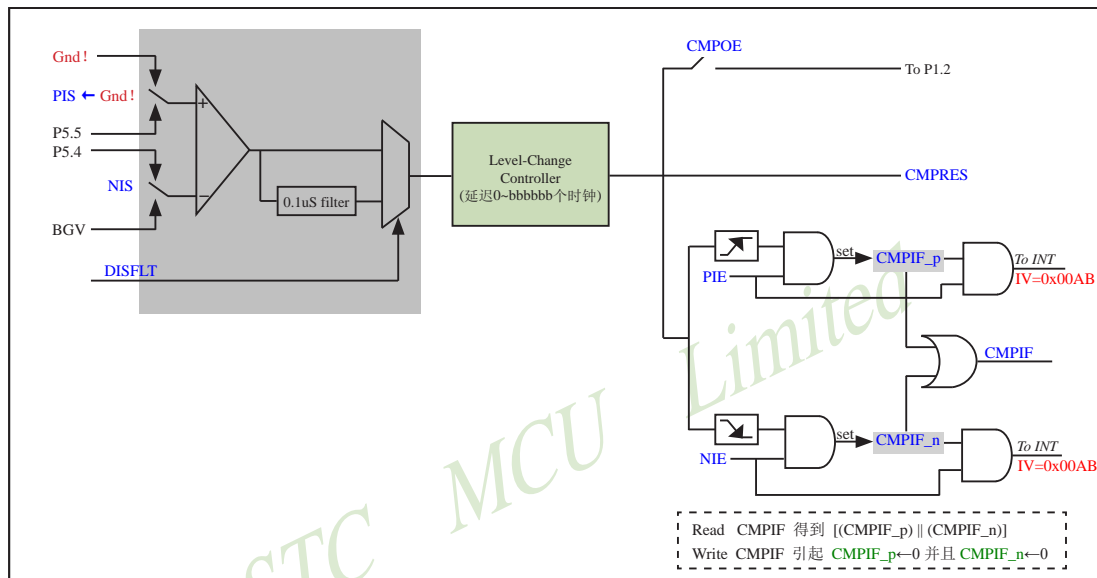 Gnd!
PIS ← Gnd!
P5.5
P5.4
NIS
BGV
DISFLT
+
−
0.1uS filter
Level-Change
Controller
(延迟0~bbbbbb个时钟)
CMPOE
To P1.2
CMPRES
PIE
set
CMPIF_p
To INT
IV=0x00AB
CMPIF
NIE
set
CMPIF_n
To INT
IV=0x00AB
Read CMPIF 得到 [(CMPIF_p) || (CMPIF_n)]
Write CMPIF 引起 CMPIF_p←0 并且 CMPIF_n←0
STC MCU Limited